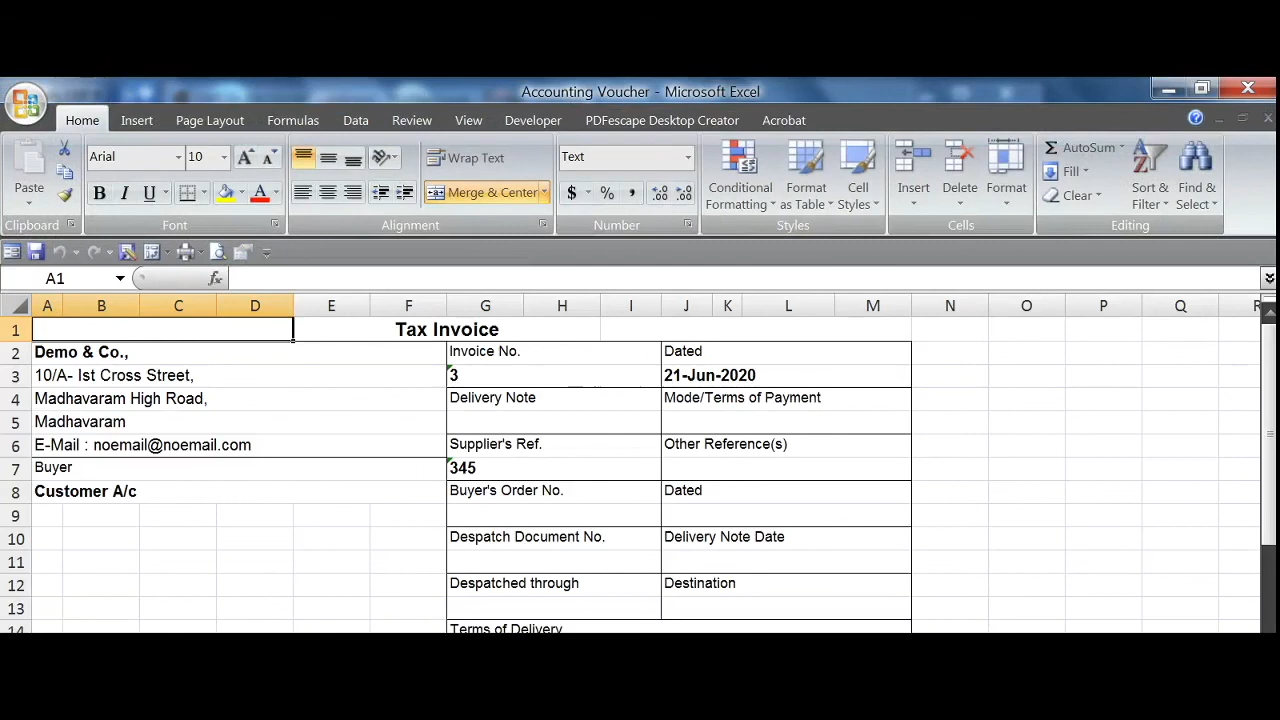 Accounting Voucher - Microsoft Excel
Home Insert Page Layout Formulas Data Review View Developer PDFescape Desktop Creator Acrobat
Paste
Arial 10
Wrap Text
Text
Conditional Formatting
Format as Table
Cell Styles
Delete
Format
AutoSum
Fill
Clear
Sort & Filter
Find & Select
B I U
Merge & Center
$ % ,
Clipboard Font Alignment Number Styles Cells Editing
A1 fx
A B C D E F G H I J K L M N O P Q
1 Tax Invoice
2 Demo & Co., Invoice No. Dated
3 10/A- Ist Cross Street, 3 21-Jun-2020
4 Madhavaram High Road, Delivery Note Mode/Terms of Payment
5 Madhavaram
6 E-Mail : noemail@noemail.com Supplier's Ref. Other Reference(s)
7 Buyer 345
8 Customer A/c Buyer's Order No. Dated
9
10 Despatch Document No. Delivery Note Date
11
12 Despatched through Destination
13
14 Terms of Delivery